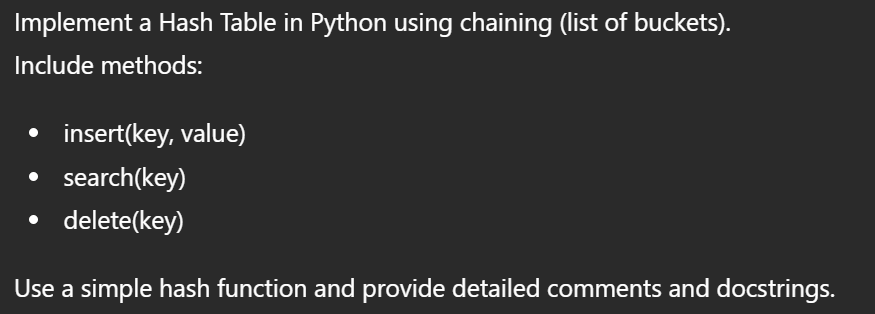 Implement a Hash Table in Python using chaining (list of buckets).
Include methods:
• insert(key, value)
• search(key)
• delete(key)
Use a simple hash function and provide detailed comments and docstrings.